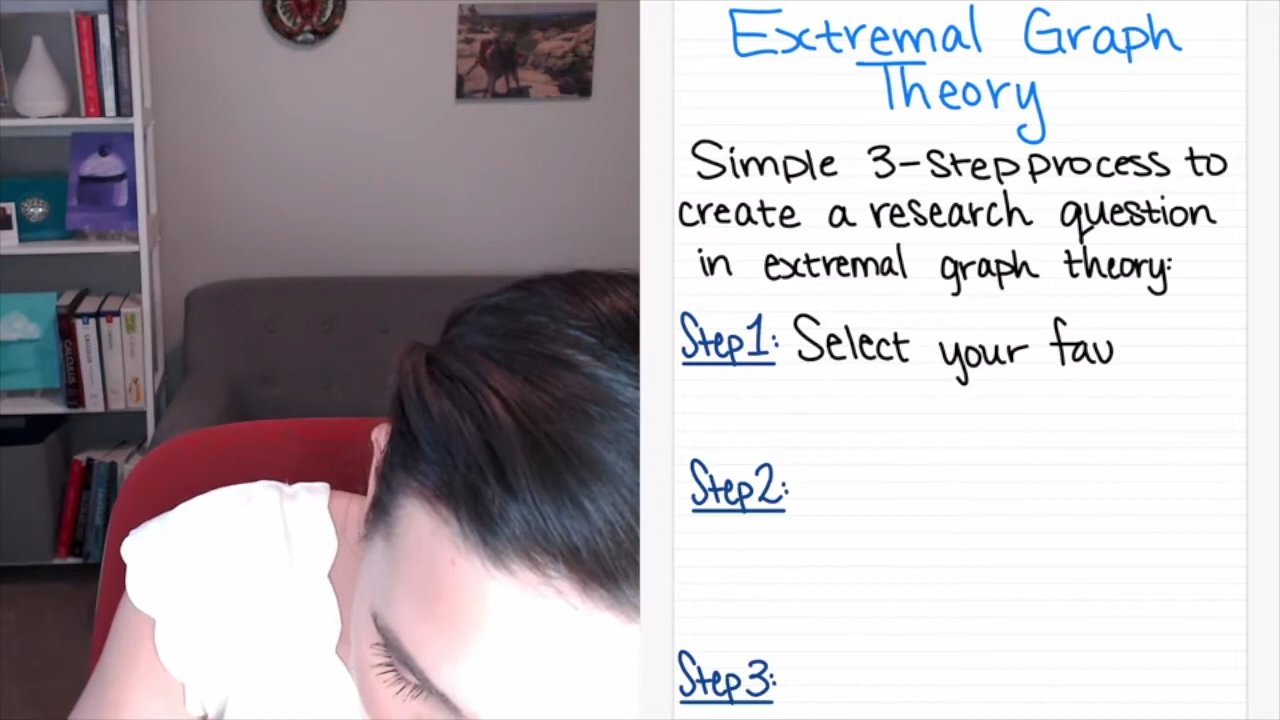 Extremal Graph
Theory
Simple 3-step process to
create a research question
in extremal graph theory:
Step 1: Select your fav
Step 2:
Step 3:
CALCULUS